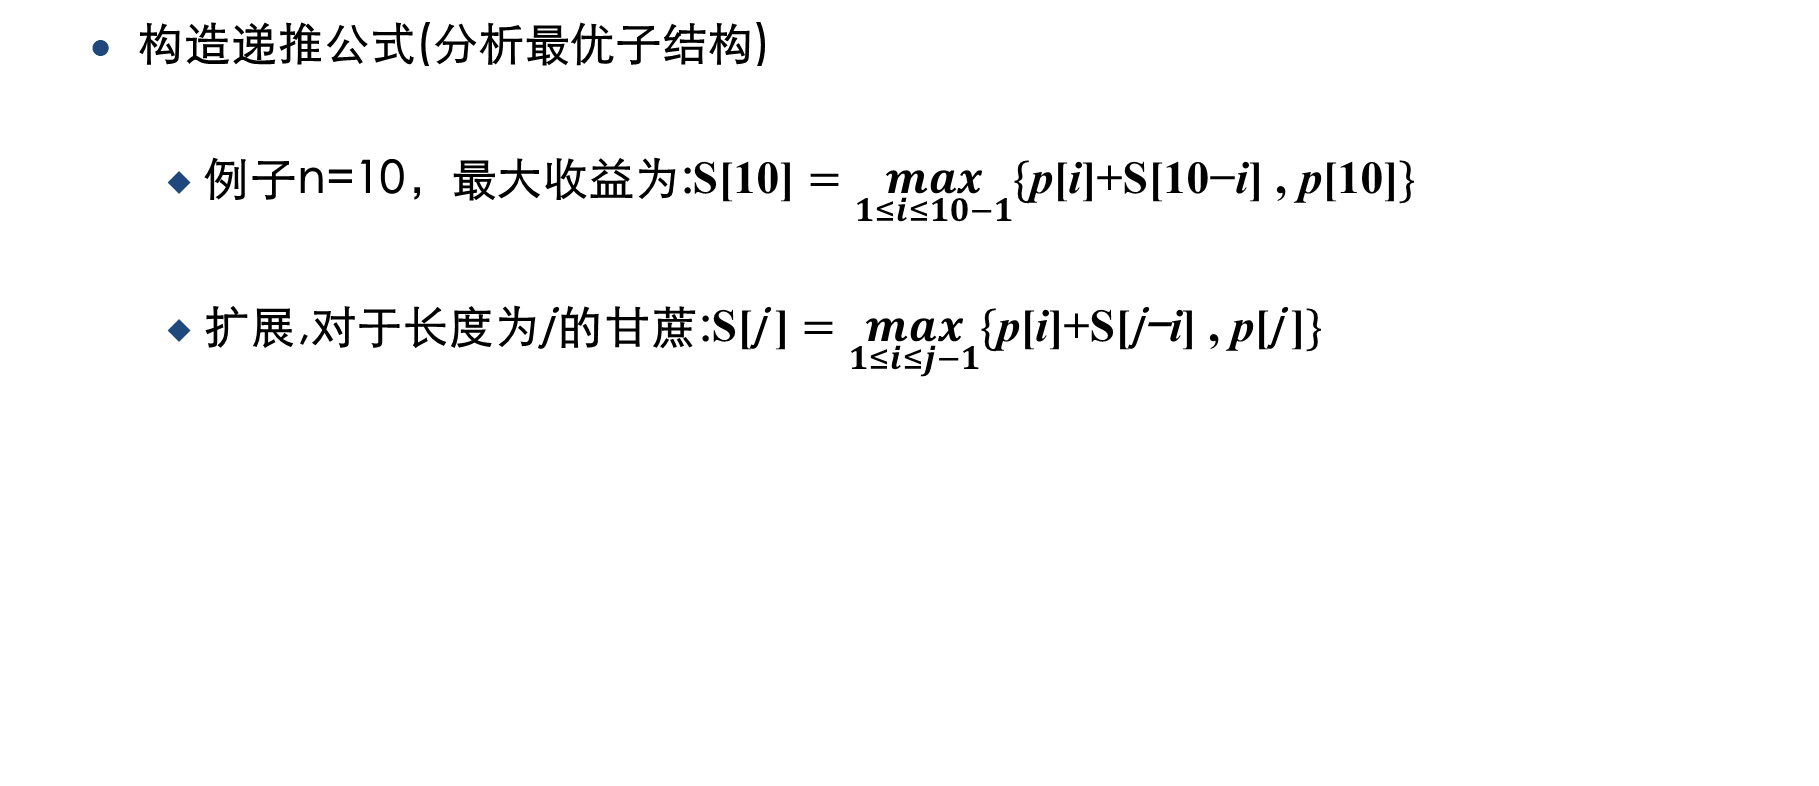 • 构造递推公式(分析最优子结构)
◆ 例子n=10，最大收益为:S[10] = max {p[i]+S[10−i] , p[10]}
1≤i≤10−1
◆ 扩展,对于长度为j的甘蔗:S[j] = max {p[i]+S[j−i] , p[j]}
1≤i≤j−1